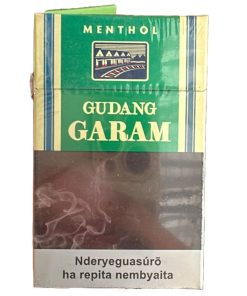 MENTHOL
GUDANG
GARAM
Nderyeguasúrõ
ha repita nembyaita